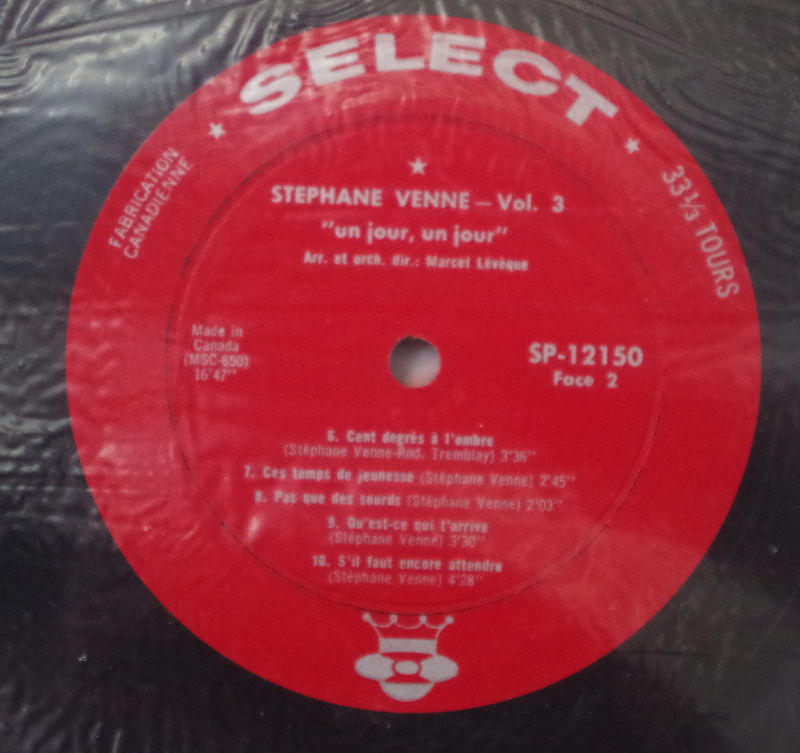 SELECT
FABRICATION
CANADIENNE
33 1/3 TOURS
STEPHANE VENNE — Vol. 3
"un jour, un jour"
Arr. et orch. dir.: Marcel Lévêque
Made in
Canada
(MSC-650)
16'47"
SP-12150
Face 2
6. Cent degrés à l'ombre
(Stéphane Venne-Rod. Tremblay) 3'36"
7. Ces temps de jeunesse (Stéphane Venne) 2'45"
8. Pas que des sourds (Stéphane Venne) 2'03"
9. Qu'est-ce qui t'arrive
(Stéphane Venne) 3'30"
10. S'il faut encore attendre
(Stéphane Venne) 4'28"